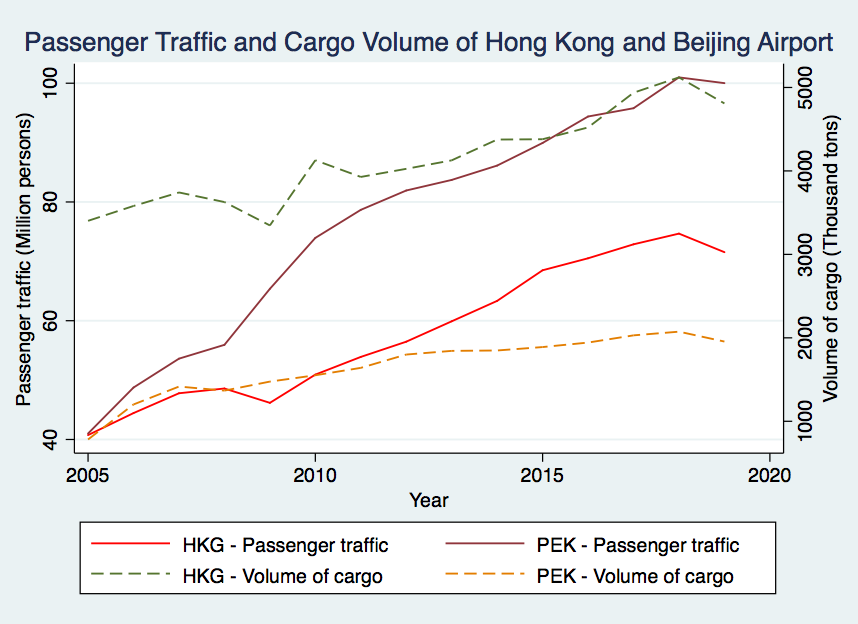 Passenger Traffic and Cargo Volume of Hong Kong and Beijing Airport
Passenger traffic (Million persons)
100
80
60
40
5000
4000
3000
2000
1000
Volume of cargo (Thousand tons)
2005 2010 2015 2020
Year
HKG - Passenger traffic PEK - Passenger traffic
HKG - Volume of cargo PEK - Volume of cargo